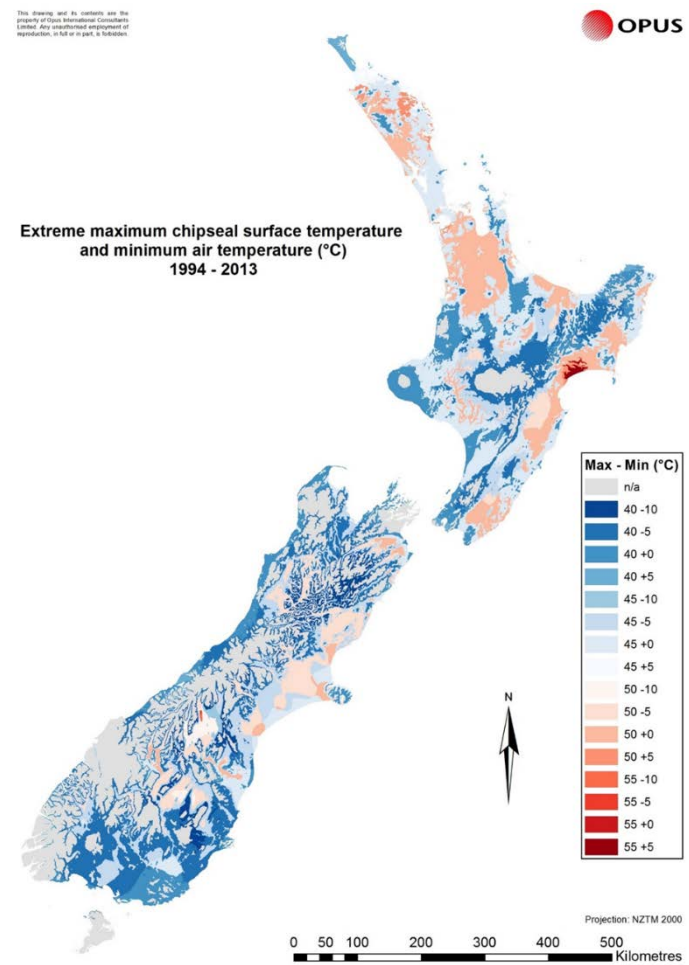 This drawing and its contents are the
property of Opus International Consultants
Limited. Any unauthorised employment of
reproduction, in full or in part, is forbidden.
OPUS
Extreme maximum chipseal surface temperature
and minimum air temperature (°C)
1994 - 2013
Max - Min (°C)
n/a
40 -10
40 -5
40 +0
40 +5
45 -10
45 -5
45 +0
45 +5
50 -10
50 -5
50 +0
50 +5
55 -10
55 -5
55 +0
55 +5
N
Projection: NZTM 2000
0 50 100 200 300 400 500
Kilometres